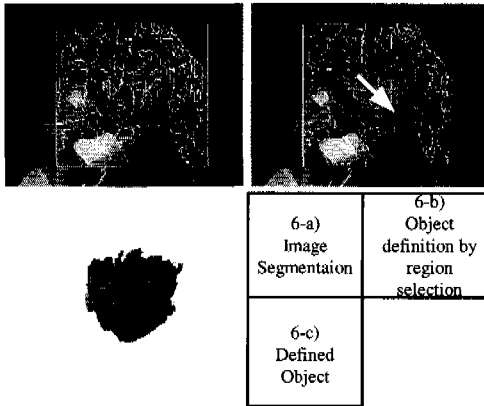 6-a)
Image
Segmentaion
6-b)
Object
definition by
region
selection
6-c)
Defined
Object